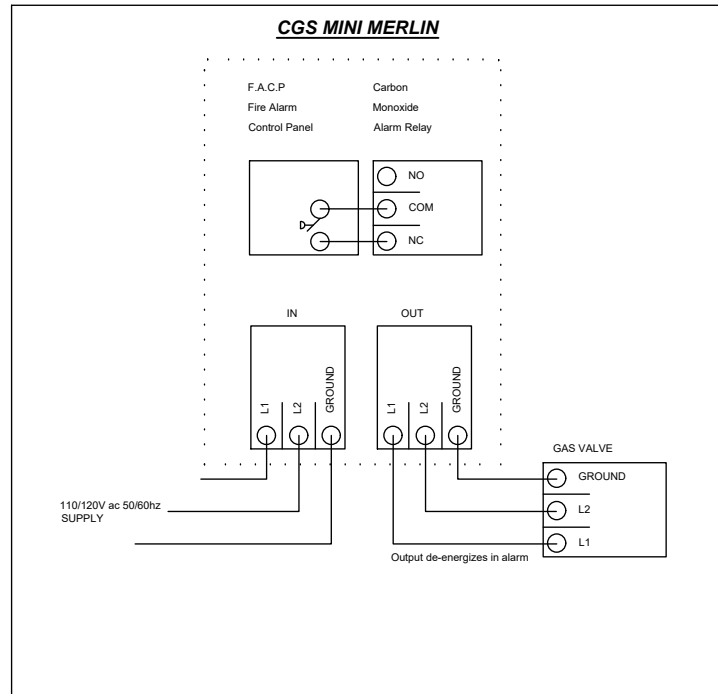 CGS MINI MERLIN
F.A.C.P
Fire Alarm
Control Panel
Carbon
Monoxide
Alarm Relay
NO
COM
NC
IN
OUT
L1
L2
GROUND
L1
L2
GROUND
GAS VALVE
GROUND
L2
L1
110/120V ac 50/60hz
SUPPLY
Output de-energizes in alarm